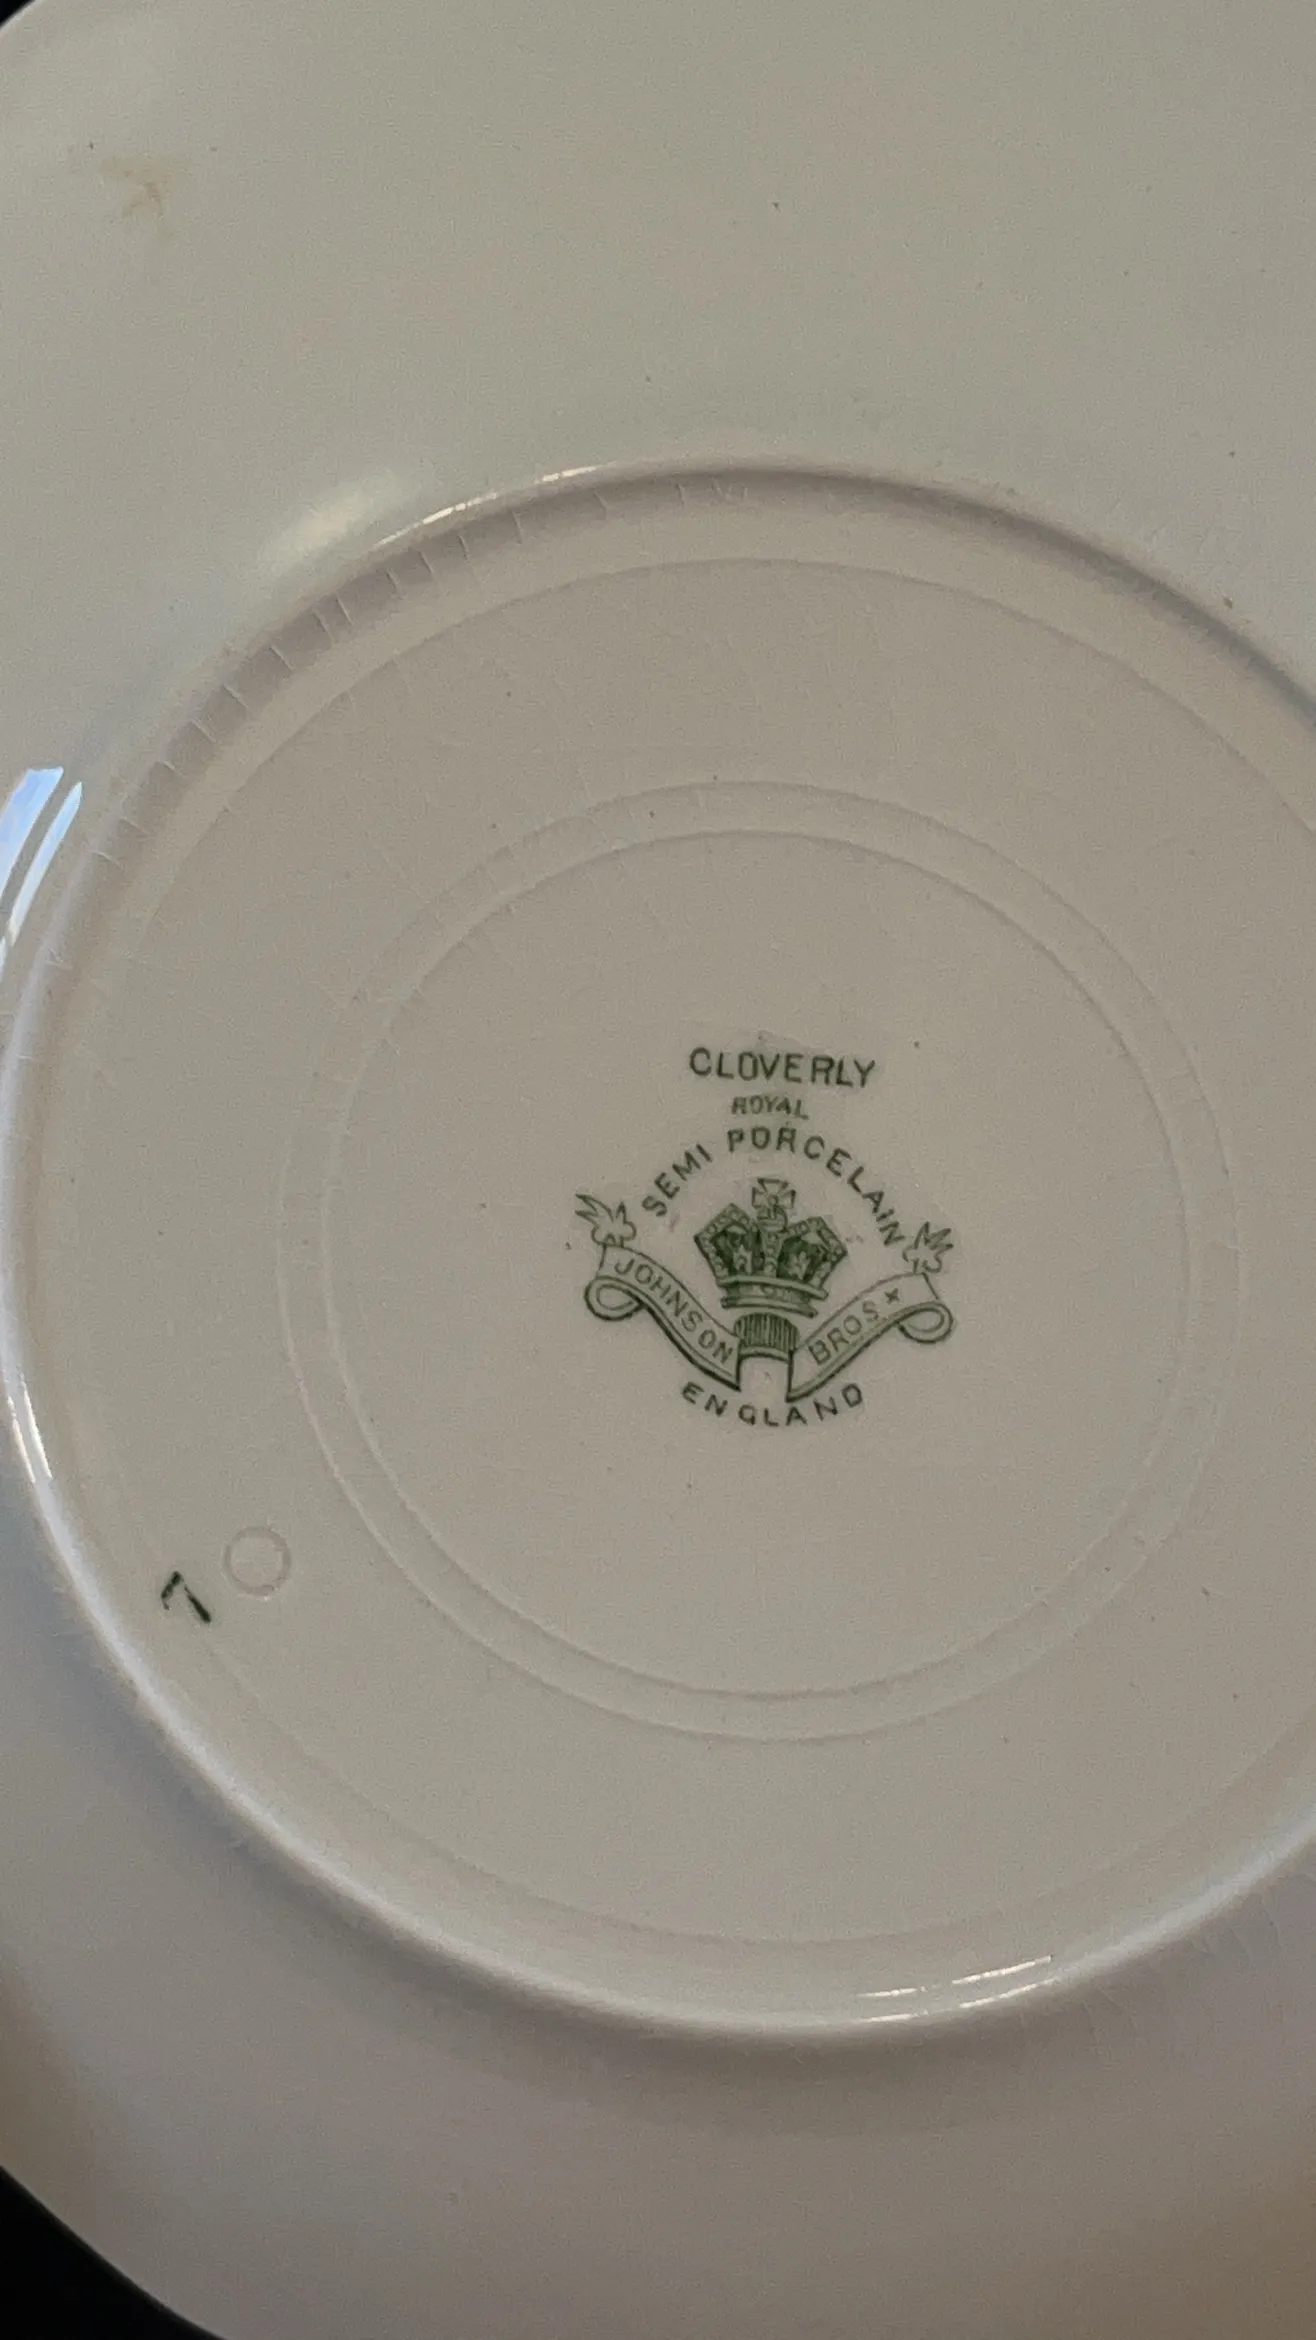 CLOVERLY
ROYAL
SEMI PORCELAIN
JOHNSON BROS
ENGLAND
7